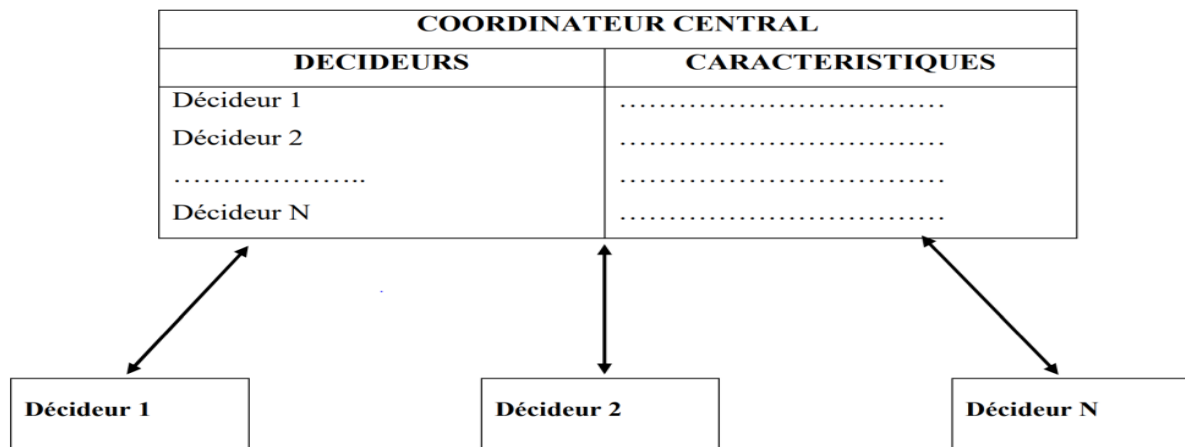 COORDINATEUR CENTRAL
DECIDEURS CARACTERISTIQUES
Décideur 1 .................................
Décideur 2 .................................
..................... .................................
Décideur N .................................
Décideur 1 Décideur 2 Décideur N